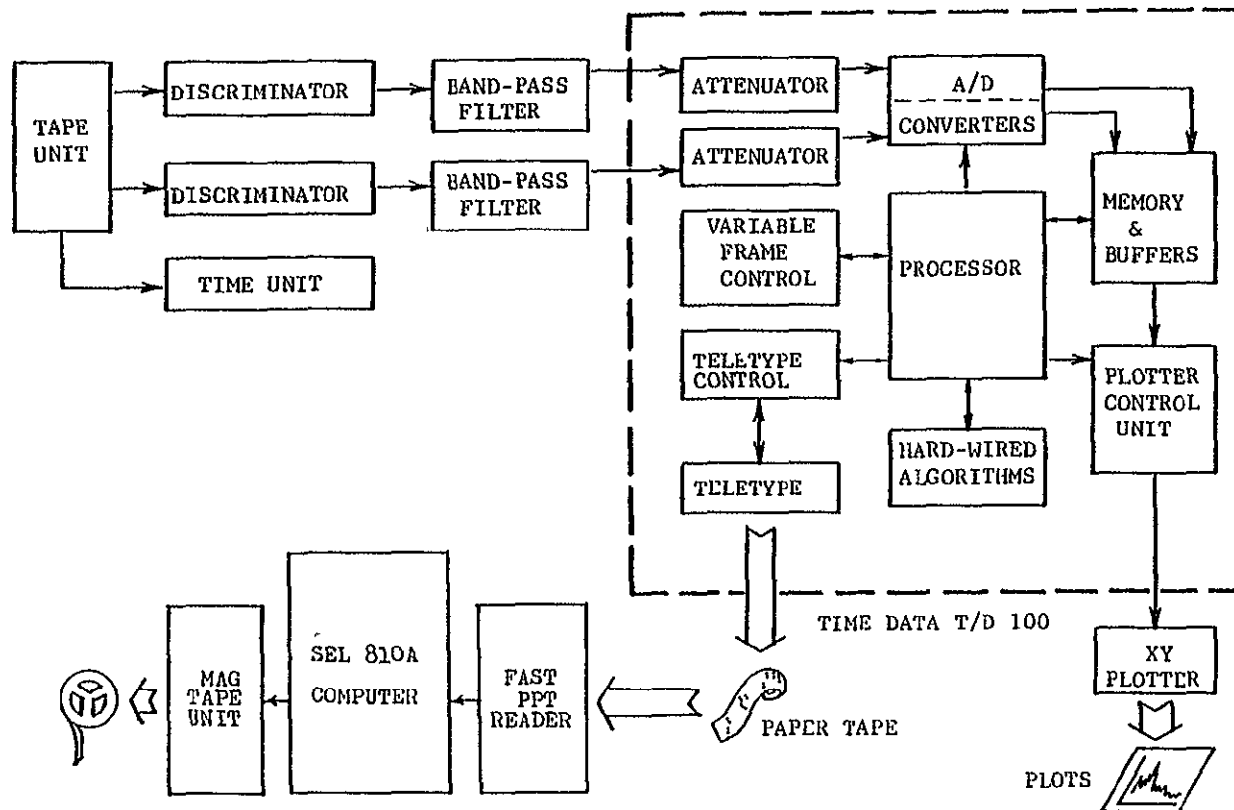 TAPE
UNIT
DISCRIMINATOR
BAND-PASS
FILTER
ATTENUATOR
A/D
CONVERTERS
DISCRIMINATOR
BAND-PASS
FILTER
ATTENUATOR
TIME UNIT
VARIABLE
FRAME
CONTROL
PROCESSOR
MEMORY
&
BUFFERS
TELETYPE
CONTROL
PLOTTER
CONTROL
UNIT
TELETYPE
HARD-WIRED
ALGORITHMS
TIME DATA T/D 100
XY
PLOTTER
MAG
TAPE
UNIT
SEL 810A
COMPUTER
FAST
PPT
READER
PAPER TAPE
PLOTS